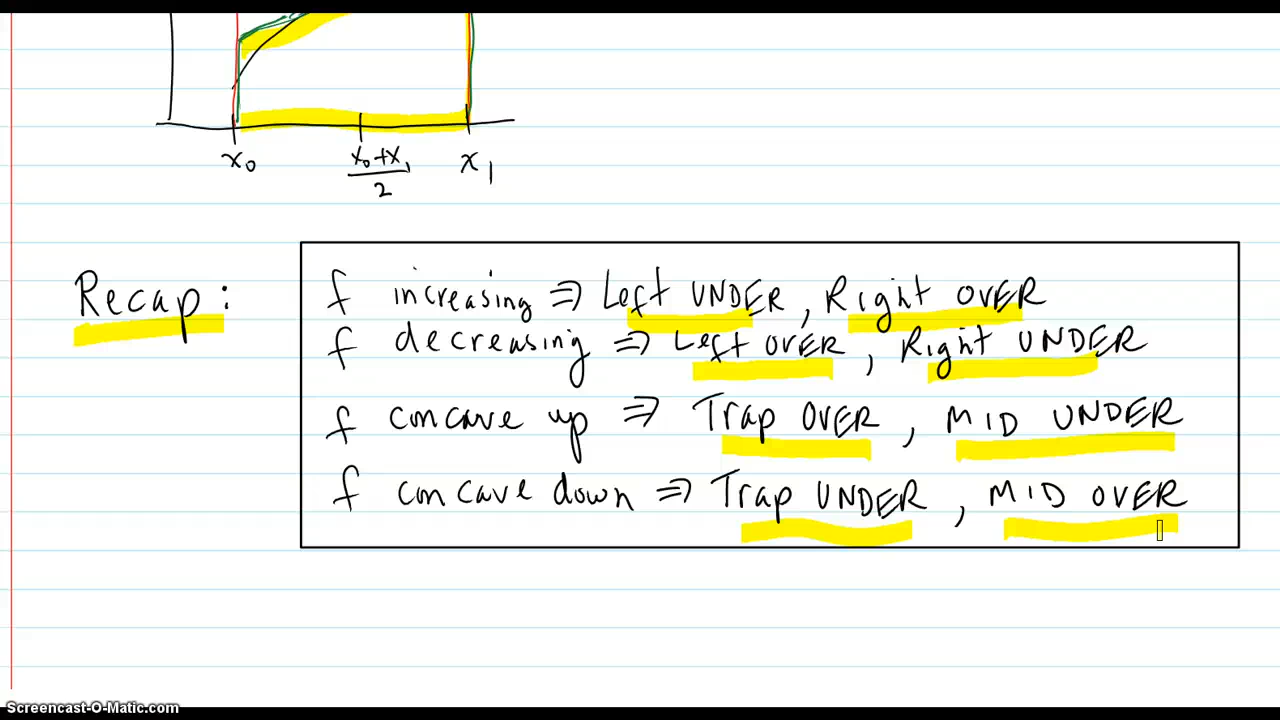 x₀ (x₀+x₁)/2 x₁
Recap:
f increasing ⇒ Left UNDER, Right OVER
f decreasing ⇒ Left OVER, Right UNDER
f concave up ⇒ Trap OVER, MID UNDER
f concave down ⇒ Trap UNDER, MID OVER
Screencast-O-Matic.com